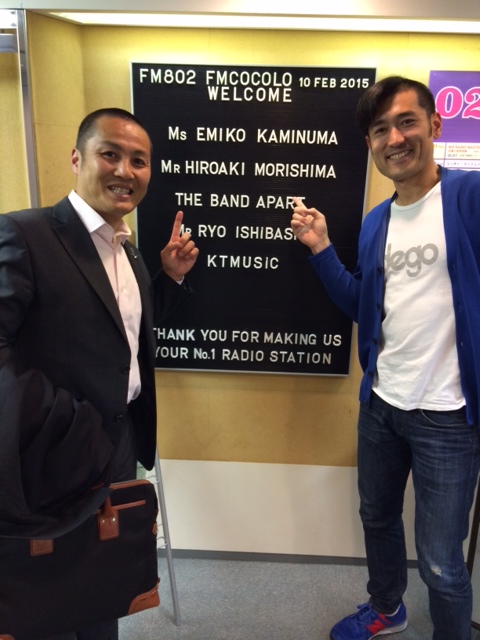 FM802 FMCOCOLO 10 FEB 2015
WELCOME
Ms EMIKO KAMINUMA
MR HIROAKI MORISHIMA
THE BAND APART
MR RYO ISHIBASHI
KTMUSIC
THANK YOU FOR MAKING US
YOUR No.1 RADIO STATION
dego
02